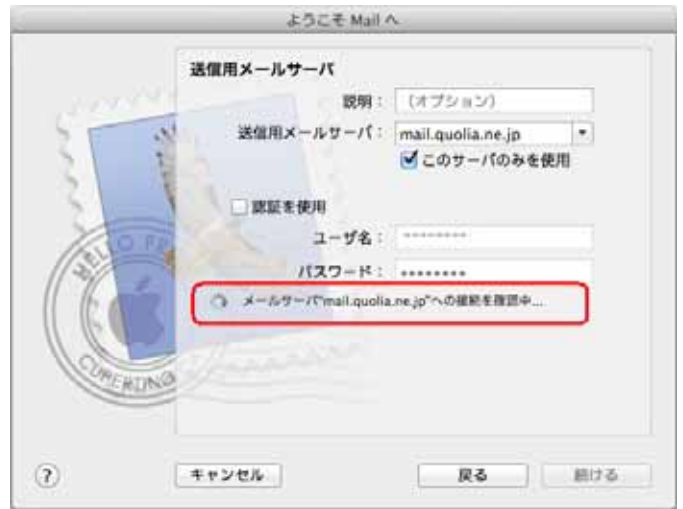 ようこそ Mail へ
送信用メールサーバ
説明： (オプション)
送信用メールサーバ： mail.quolia.ne.jp
このサーバのみを使用
認証を使用
ユーザ名： ********
パスワード： ••••••••
メールサーバ"mail.quolia.ne.jp"への接続を確認中...
HELLO FR
CUPERTINO
? キャンセル 戻る 続ける